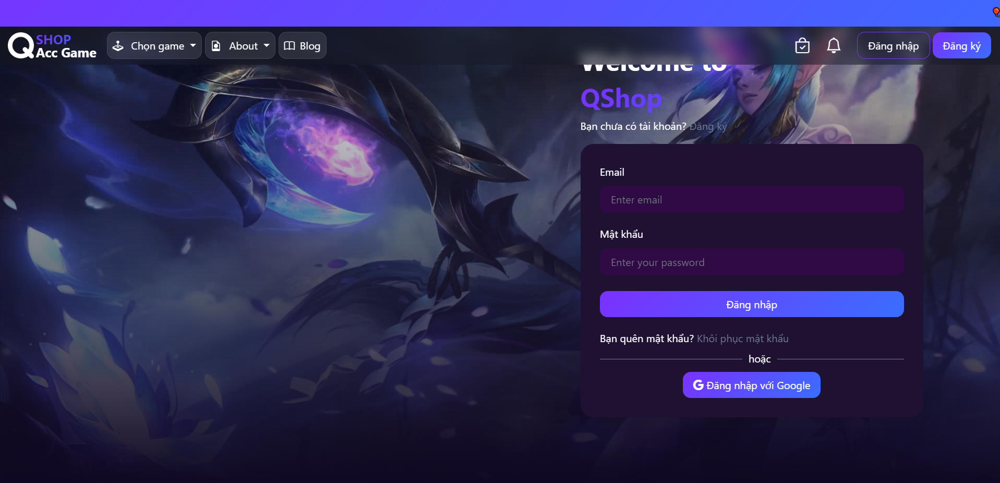 SHOP
Acc Game
Chọn game
About
Blog
Đăng nhập
Đăng ký
Welcome to
QShop
Bạn chưa có tài khoản? Đăng ký
Email
Enter email
Mật khẩu
Enter your password
Đăng nhập
Bạn quên mật khẩu? Khôi phục mật khẩu
hoặc
G Đăng nhập với Google